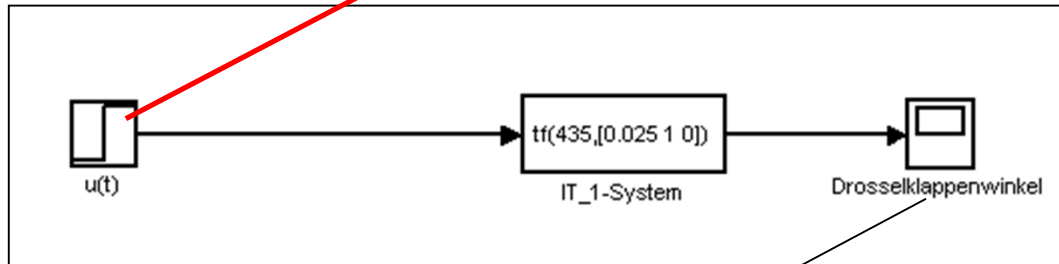 tf(435,[0.025 1 0])
u(t)
IT_1-System
Drosselklappenwinkel